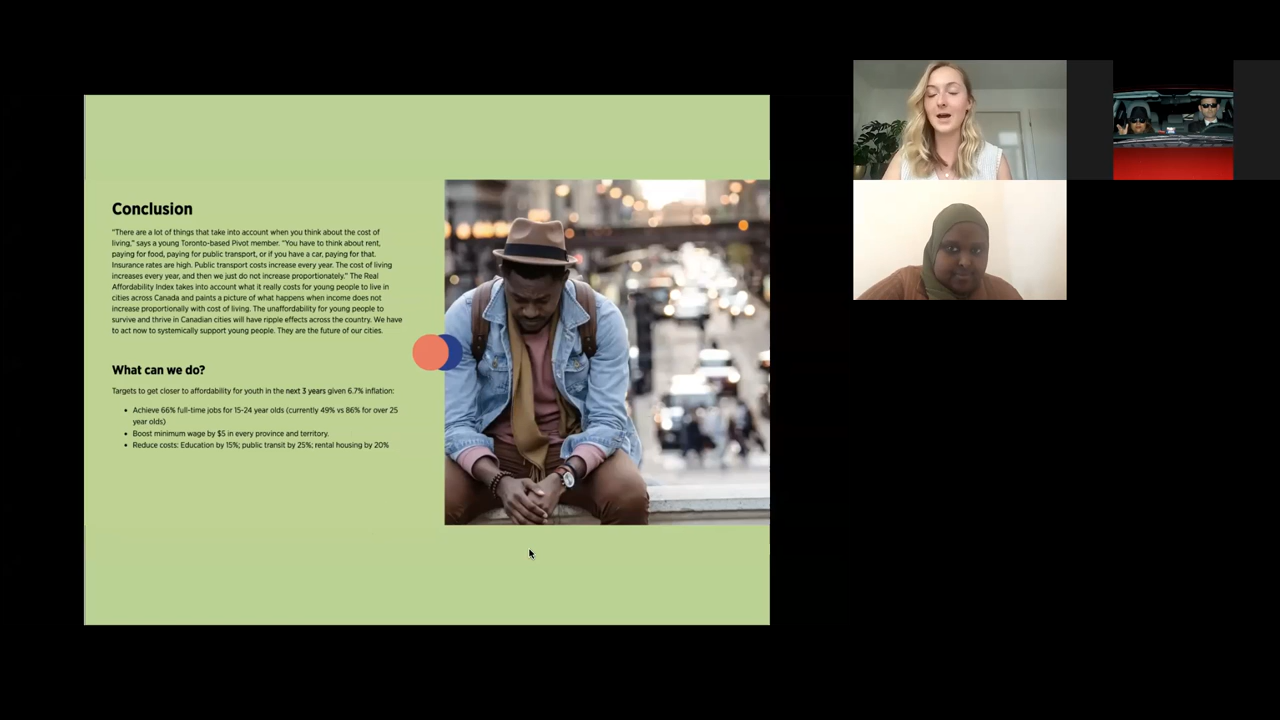 Conclusion
“There are a lot of things that take into account when you think about the cost of
living,” says a young Toronto-based Pivot member. “You have to think about rent,
paying for food, paying for public transport, or if you have a car, paying for that.
Insurance rates are high. Public transport costs increase every year. The cost of living
increases every year, and then we just do not increase proportionately.” The Real
Affordability Index takes into account what it really costs for young people to live in
cities across Canada and paints a picture of what happens when income does not
increase proportionally with cost of living. The unaffordability for young people to
survive and thrive in Canadian cities will have ripple effects across the country. We have
to act now to systemically support young people. They are the future of our cities.
What can we do?
Targets to get closer to affordability for youth in the next 3 years given 6.7% inflation:
• Achieve 66% full-time jobs for 15-24 year olds (currently 49% vs 86% for over 25
year olds)
• Boost minimum wage by $5 in every province and territory.
• Reduce costs: Education by 15%; public transit by 25%; rental housing by 20%